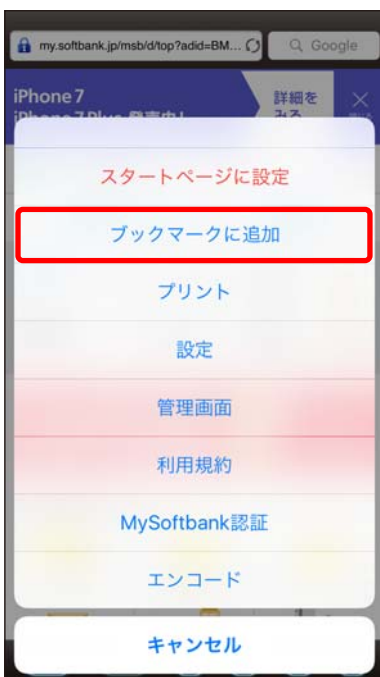 my.softbank.jp/msb/d/top?adid=BM...
Google
iPhone 7
詳細を
みる
スタートページに設定
ブックマークに追加
プリント
設定
管理画面
利用規約
MySoftbank認証
エンコード
キャンセル